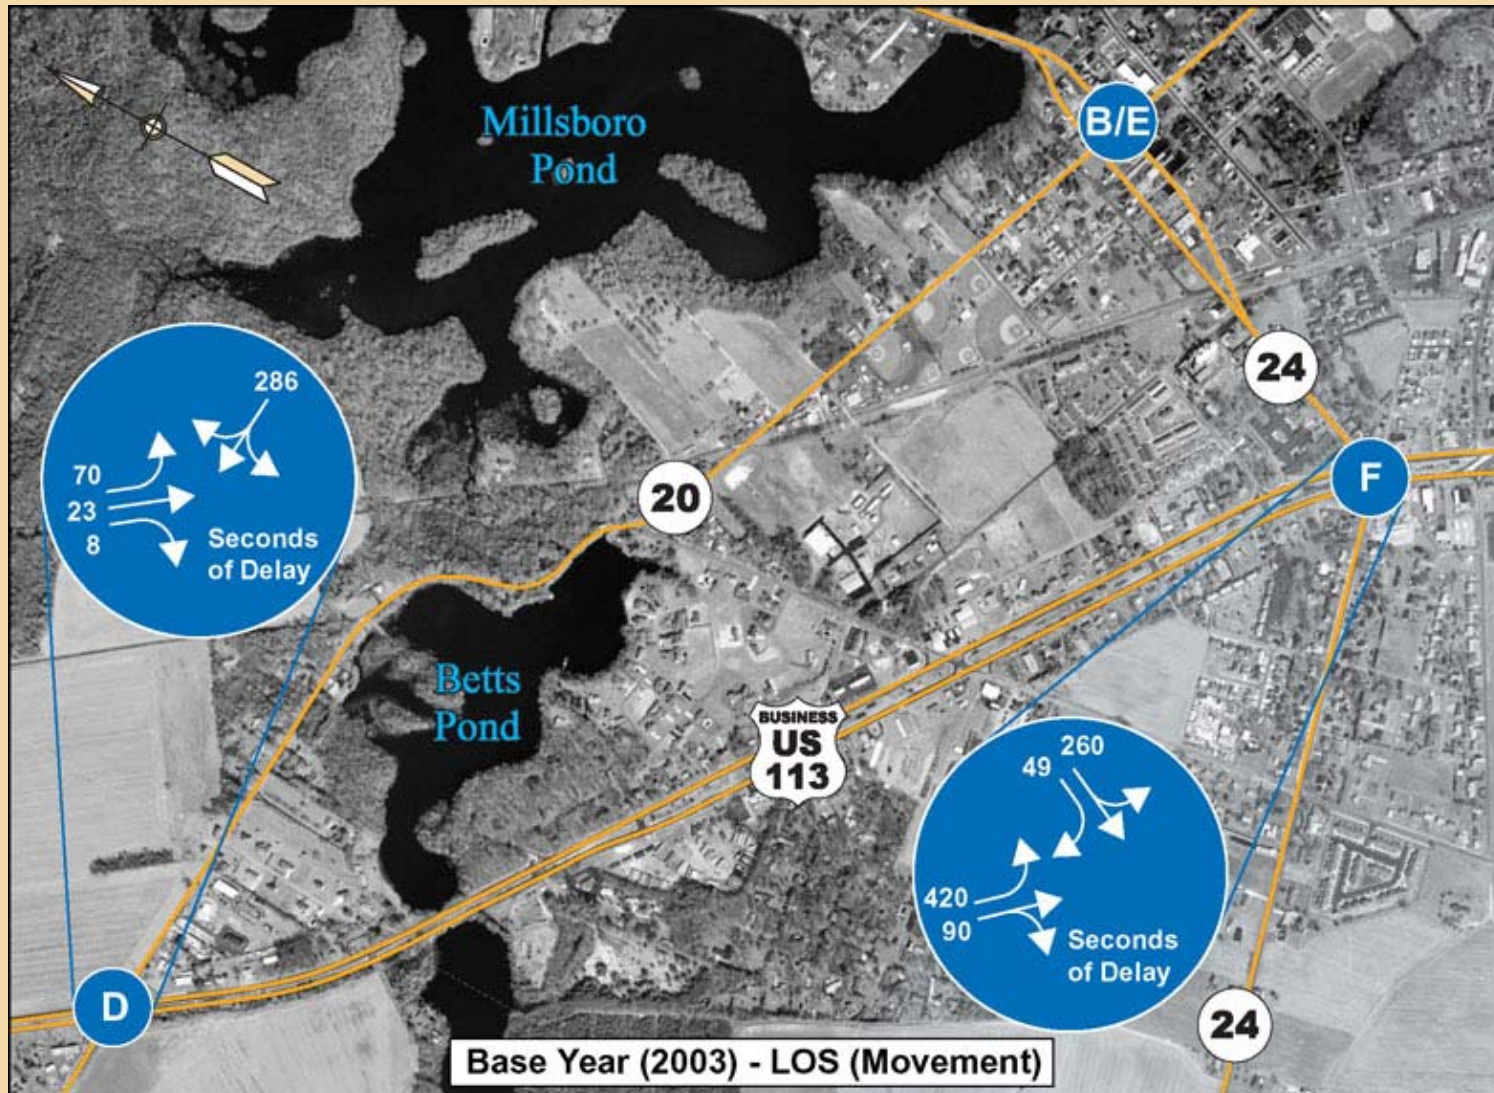 Millsboro
Pond
B/E
24
F
20
286
70
23
8
Seconds
of Delay
Betts
Pond
BUSINESS
US
113
260
49
420
90
Seconds
of Delay
D
24
Base Year (2003) - LOS (Movement)